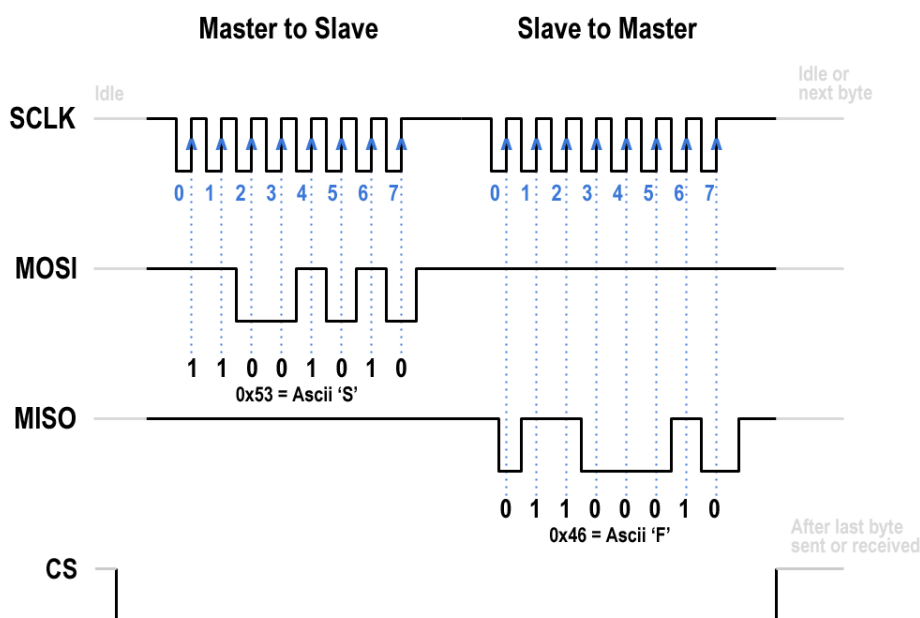 Master to Slave
Slave to Master
Idle
Idle or
next byte
SCLK
0 1 2 3 4 5 6 7
0 1 2 3 4 5 6 7
MOSI
1 1 0 0 1 0 1 0
0x53 = Ascii ‘S’
MISO
0 1 1 0 0 0 1 0
0x46 = Ascii ‘F’
After last byte
sent or received
CS